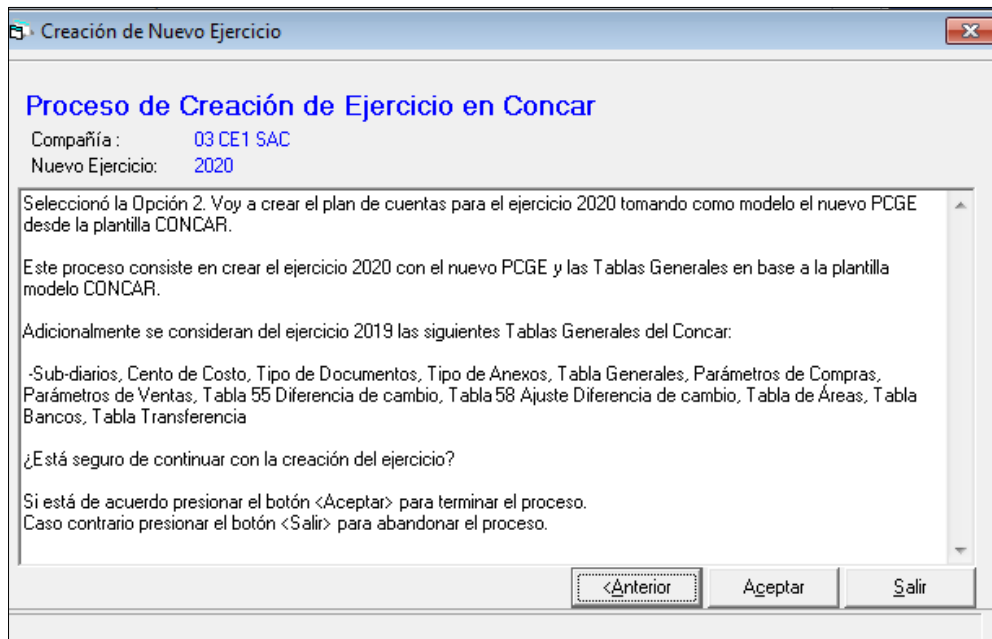 Creación de Nuevo Ejercicio
Proceso de Creación de Ejercicio en Concar
Compañía : 03 CE1 SAC
Nuevo Ejercicio: 2020
Seleccionó la Opción 2. Voy a crear el plan de cuentas para el ejercicio 2020 tomando como modelo el nuevo PCGE
desde la plantilla CONCAR.
Este proceso consiste en crear el ejercicio 2020 con el nuevo PCGE y las Tablas Generales en base a la plantilla
modelo CONCAR.
Adicionalmente se consideran del ejercicio 2019 las siguientes Tablas Generales del Concar:
-Sub-diarios, Cento de Costo, Tipo de Documentos, Tipo de Anexos, Tabla Generales, Parámetros de Compras,
Parámetros de Ventas, Tabla 55 Diferencia de cambio, Tabla 58 Ajuste Diferencia de cambio, Tabla de Áreas, Tabla
Bancos, Tabla Transferencia
¿Está seguro de continuar con la creación del ejercicio?
Si está de acuerdo presionar el botón <Aceptar> para terminar el proceso.
Caso contrario presionar el botón <Salir> para abandonar el proceso.
<Anterior Aceptar Salir